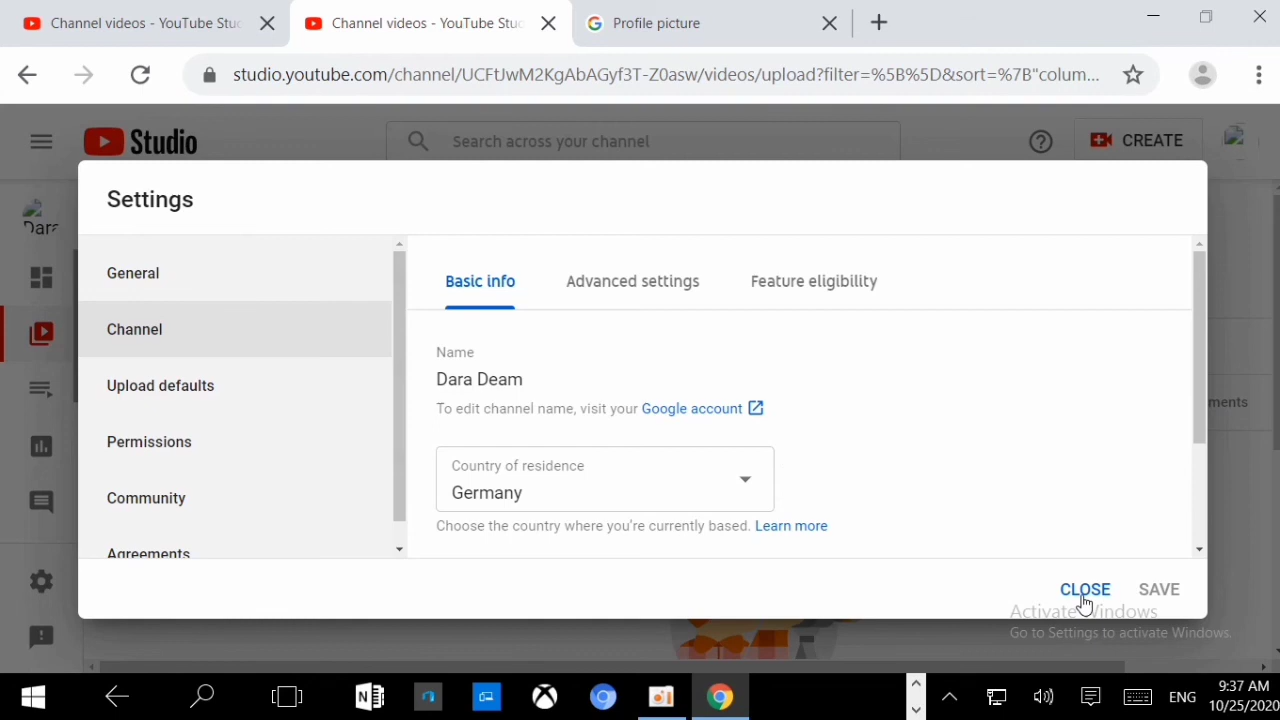 Channel videos - YouTube Stu
Channel videos - YouTube Stu
Profile picture
studio.youtube.com/channel/UCFtJwM2KgAbAGyf3T-Z0asw/videos/upload?filter=%5B%5D&sort=%7B"colum...
Studio
Search across your channel
CREATE
Dara
Settings
General
Channel
Upload defaults
Permissions
Community
Agreements
Basic info
Advanced settings
Feature eligibility
Name
Dara Deam
To edit channel name, visit your Google account
Country of residence
Germany
Choose the country where you're currently based. Learn more
ments
CLOSE
SAVE
Activate Windows
Go to Settings to activate Windows.
ENG
9:37 AM
10/25/2020